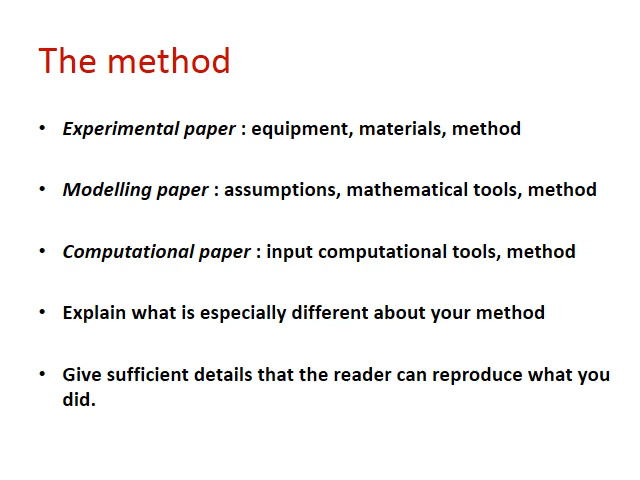 The method
• Experimental paper : equipment, materials, method
• Modelling paper : assumptions, mathematical tools, method
• Computational paper : input computational tools, method
• Explain what is especially different about your method
• Give sufficient details that the reader can reproduce what you
did.